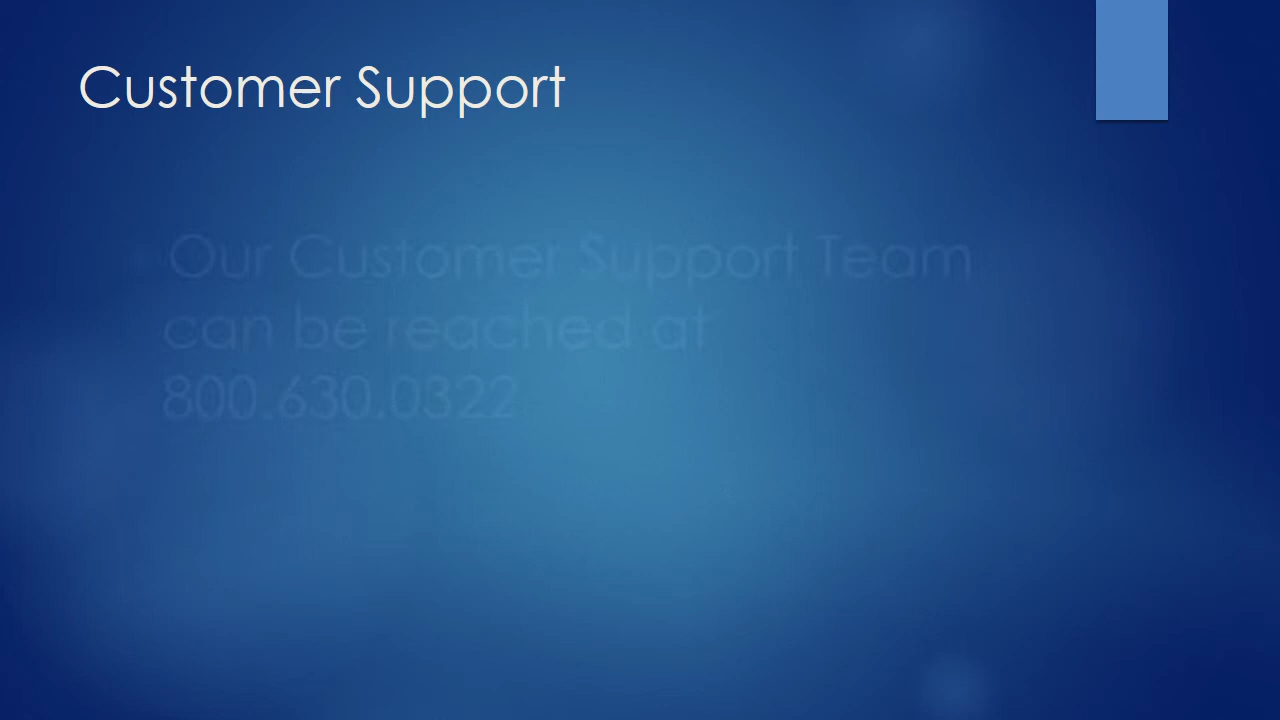 Customer Support
Our Customer Support Team
can be reached at
800.630.0322